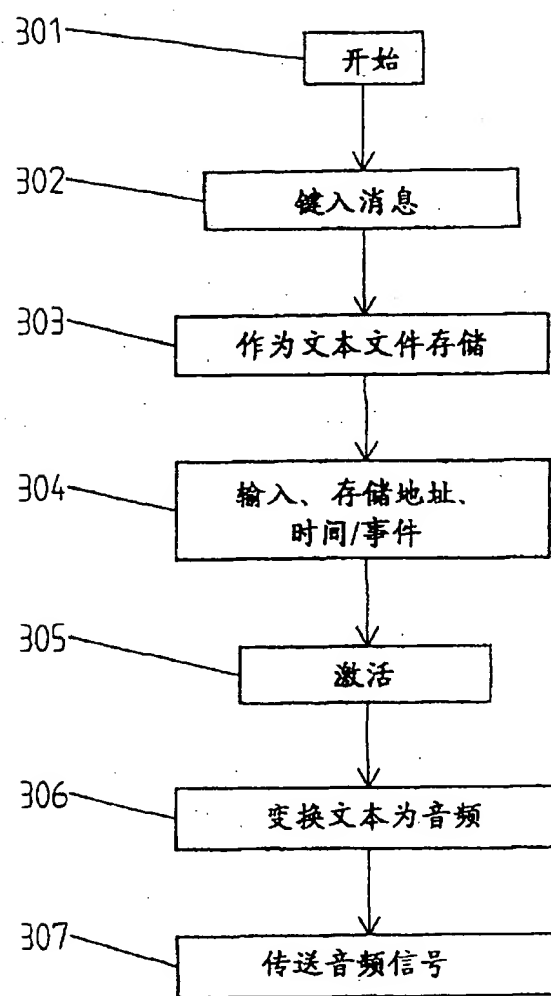 301
开始
302
键入消息
303
作为文本文件存储
304
输入、存储地址、
时间/事件
305
激活
306
变换文本为音频
307
传送音频信号